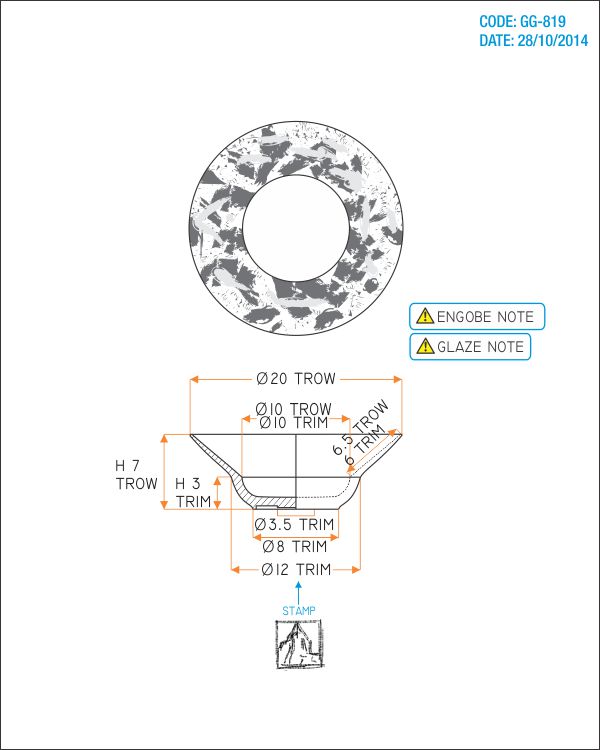 CODE: GG-819
DATE: 28/10/2014
ENGOBE NOTE
GLAZE NOTE
Ø20 TROW
Ø10 TROW
Ø10 TRIM
6.5 TROW
6 TRIM
H 7
TROW
H 3
TRIM
Ø3.5 TRIM
Ø8 TRIM
Ø12 TRIM
STAMP